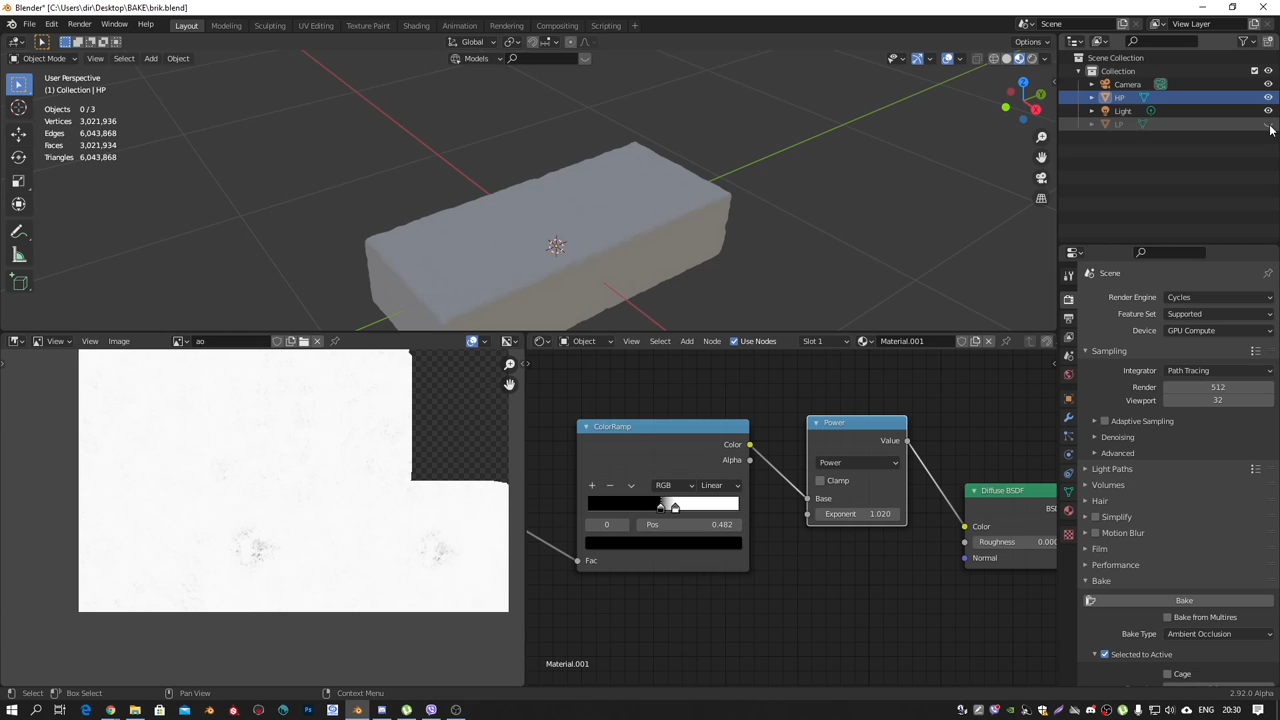 Blender* [C:\Users\dir\Desktop\BAKE\brik.blend]
File Edit Render Window Help Layout Modeling Sculpting UV Editing Texture Paint Shading Animation Rendering Compositing Scripting Scene View Layer
Global Options
Object Mode View Select Add Object Models
User Perspective
(1) Collection | HP
Objects 0 / 3
Vertices 3,021,936
Edges 6,043,868
Faces 3,021,934
Triangles 6,043,868
X
Y
Z
Scene Collection
Collection
Camera
HP
Light
LP
Scene
Render Engine Cycles
Feature Set Supported
Device GPU Compute
Sampling
Integrator Path Tracing
Render 512
Viewport 32
Adaptive Sampling
Denoising
Advanced
Light Paths
Volumes
Hair
Simplify
Motion Blur
Film
Performance
Bake
Bake
Bake from Multires
Bake Type Ambient Occlusion
Selected to Active
Cage
View View Image ao
Object View Select Add Node Use Nodes Slot 1 Material.001
ColorRamp
Color
Alpha
RGB Linear
0 Pos 0.482
Fac
Power
Value
Power
Clamp
Base
Exponent 1.020
Diffuse BSDF
Color
Roughness
Normal
Material.001
Select Box Select Pan View Context Menu 2.92.0 Alpha
ENG 20:30